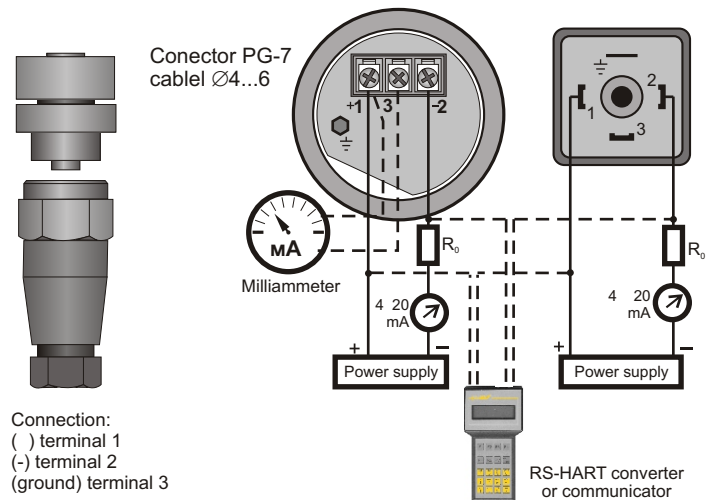 Conector PG-7
cablel ∅4...6
+1 3 -2
2
1
3
MA
Milliammeter
R₀
R₀
4 20
mA
4 20
mA
+ −
+ −
Power supply
Power supply
Connection:
( ) terminal 1
(-) terminal 2
(ground) terminal 3
RS-HART converter
or communicator